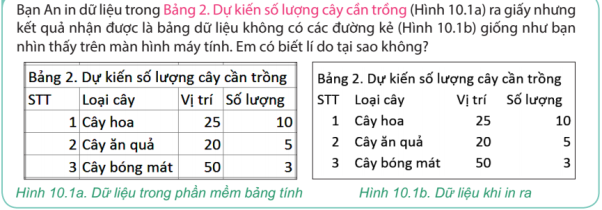 Bạn An in dữ liệu trong Bảng 2. Dự kiến số lượng cây cần trồng (Hình 10.1a) ra giấy nhưng
kết quả nhận được là bảng dữ liệu không có các đường kẻ (Hình 10.1b) giống như bạn
nhìn thấy trên màn hình máy tính. Em có biết lí do tại sao không?
Bảng 2. Dự kiến số lượng cây cần trồng
STT Loại cây Vị trí Số lượng
1 Cây hoa 25 10
2 Cây ăn quả 20 5
3 Cây bóng mát 50 3
Hình 10.1a. Dữ liệu trong phần mềm bảng tính
Bảng 2. Dự kiến số lượng cây cần trồng
STT Loại cây Vị trí Số lượng
1 Cây hoa 25 10
2 Cây ăn quả 20 5
3 Cây bóng mát 50 3
Hình 10.1b. Dữ liệu khi in ra